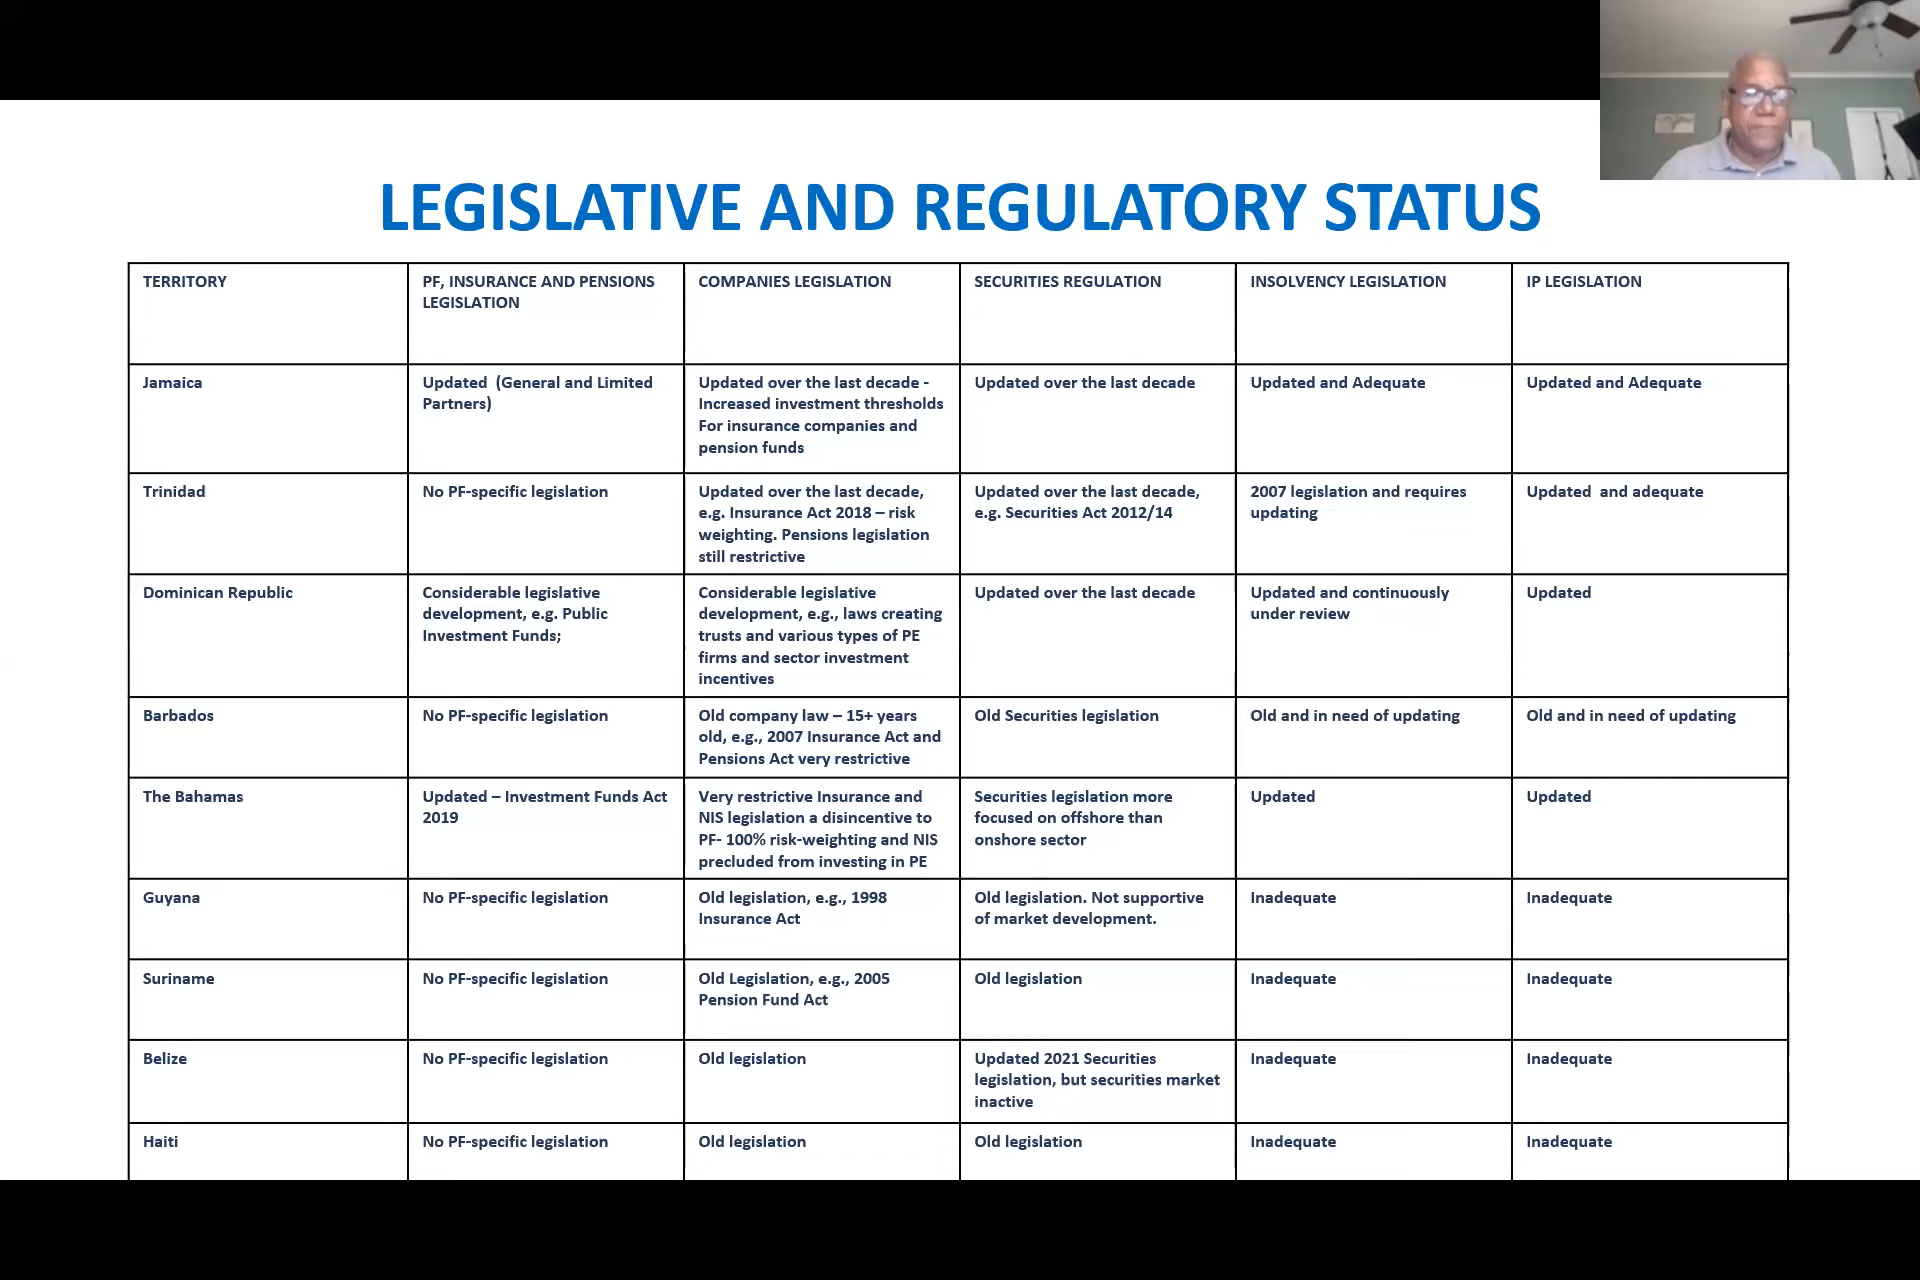 LEGISLATIVE AND REGULATORY STATUS
TERRITORY
PF, INSURANCE AND PENSIONS
LEGISLATION
COMPANIES LEGISLATION
SECURITIES REGULATION
INSOLVENCY LEGISLATION
IP LEGISLATION
Jamaica
Updated (General and Limited
Partners)
Updated over the last decade -
Increased investment thresholds
For insurance companies and
pension funds
Updated over the last decade
Updated and Adequate
Updated and Adequate
Trinidad
No PF-specific legislation
Updated over the last decade,
e.g. Insurance Act 2018 – risk
weighting. Pensions legislation
still restrictive
Updated over the last decade,
e.g. Securities Act 2012/14
2007 legislation and requires
updating
Updated and adequate
Dominican Republic
Considerable legislative
development, e.g. Public
Investment Funds;
Considerable legislative
development, e.g., laws creating
trusts and various types of PE
firms and sector investment
incentives
Updated over the last decade
Updated and continuously
under review
Updated
Barbados
No PF-specific legislation
Old company law – 15+ years
old, e.g., 2007 Insurance Act and
Pensions Act very restrictive
Old Securities legislation
Old and in need of updating
Old and in need of updating
The Bahamas
Updated – Investment Funds Act
2019
Very restrictive Insurance and
NIS legislation a disincentive to
PF- 100% risk-weighting and NIS
precluded from investing in PE
Securities legislation more
focused on offshore than
onshore sector
Updated
Updated
Guyana
No PF-specific legislation
Old legislation, e.g., 1998
Insurance Act
Old legislation. Not supportive
of market development.
Inadequate
Inadequate
Suriname
No PF-specific legislation
Old Legislation, e.g., 2005
Pension Fund Act
Old legislation
Inadequate
Inadequate
Belize
No PF-specific legislation
Old legislation
Updated 2021 Securities
legislation, but securities market
inactive
Inadequate
Inadequate
Haiti
No PF-specific legislation
Old legislation
Old legislation
Inadequate
Inadequate